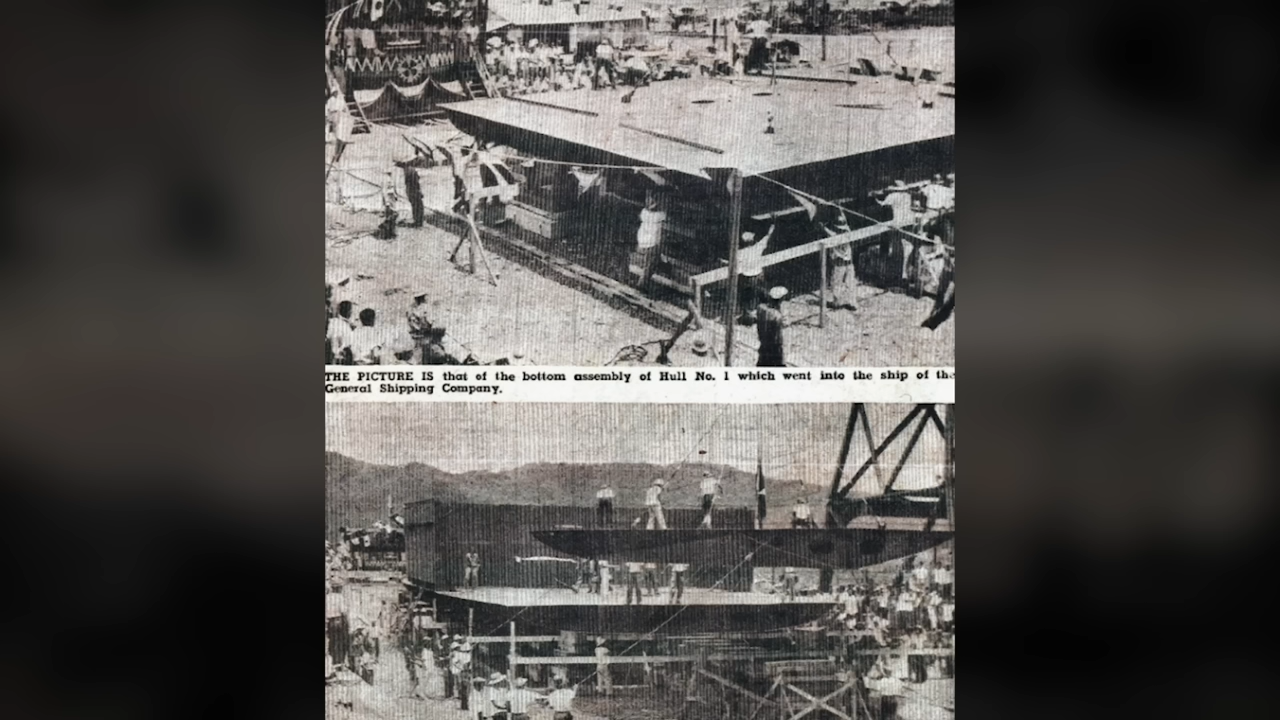 THE PICTURE IS that of the bottom assembly of Hull No. 1 which went into the ship of the
General Shipping Company.